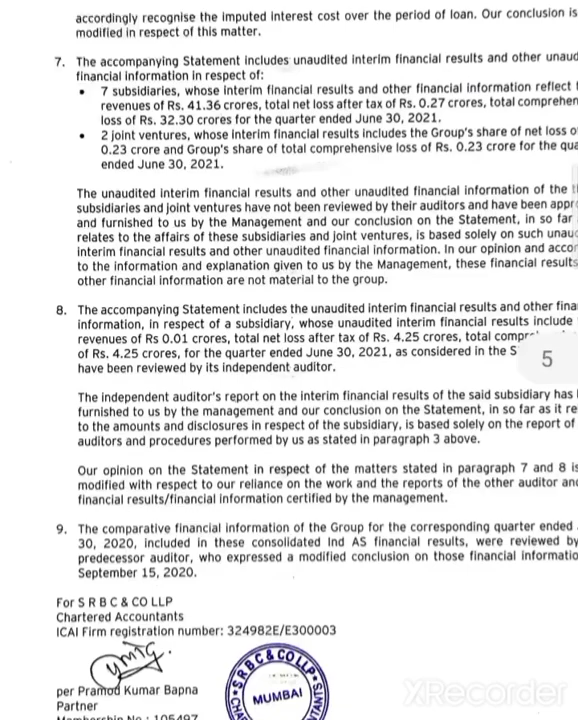 accordingly recognise the imputed interest cost over the period of loan. Our conclusion is
modified in respect of this matter.
7. The accompanying Statement includes unaudited interim financial results and other unaud
financial information in respect of:
• 7 subsidiaries, whose interim financial results and other financial information reflect t
revenues of Rs. 41.36 crores, total net loss after tax of Rs. 0.27 crores, total comprehen
loss of Rs. 32.30 crores for the quarter ended June 30, 2021.
• 2 joint ventures, whose interim financial results includes the Group's share of net loss o
0.23 crore and Group's share of total comprehensive loss of Rs. 0.23 crore for the qua
ended June 30, 2021.
The unaudited interim financial results and other unaudited financial information of the t
subsidiaries and joint ventures have not been reviewed by their auditors and have been appr
and furnished to us by the Management and our conclusion on the Statement, in so far
relates to the affairs of these subsidiaries and joint ventures, is based solely on such unau
interim financial results and other unaudited financial information. In our opinion and accor
to the information and explanation given to us by the Management, these financial results
other financial information are not material to the group.
8. The accompanying Statement includes the unaudited interim financial results and other fina
information, in respect of a subsidiary, whose unaudited interim financial results include
revenues of Rs 0.01 crores, total net loss after tax of Rs. 4.25 crores, total compr
of Rs. 4.25 crores, for the quarter ended June 30, 2021, as considered in the S
5
have been reviewed by its independent auditor.
The independent auditor's report on the interim financial results of the said subsidiary has
furnished to us by the management and our conclusion on the Statement, in so far as it re
to the amounts and disclosures in respect of the subsidiary, is based solely on the report of
auditors and procedures performed by us as stated in paragraph 3 above.
Our opinion on the Statement in respect of the matters stated in paragraph 7 and 8 is
modified with respect to our reliance on the work and the reports of the other auditor and
financial results/financial information certified by the management.
9. The comparative financial information of the Group for the corresponding quarter ended
30, 2020, included in these consolidated Ind AS financial results, were reviewed by
predecessor auditor, who expressed a modified conclusion on those financial informatio
September 15, 2020.
For S R B C & CO LLP
Chartered Accountants
ICAI Firm registration number: 324982E/E300003
per Pramod Kumar Bapna
Partner
Membership No.: 105497
SRBC & CO LLP
MUMBAI
XRecorder